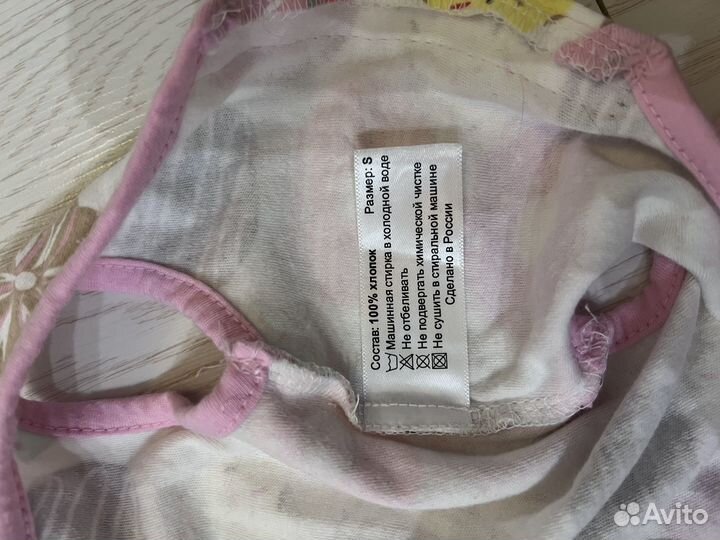 Состав: 100% хлопок Размер: S
Машинная стирка в холодной воде
Не отбеливать
Не подвергать химической чистке
Не сушить в стиральной машине
Сделано в России
Avito